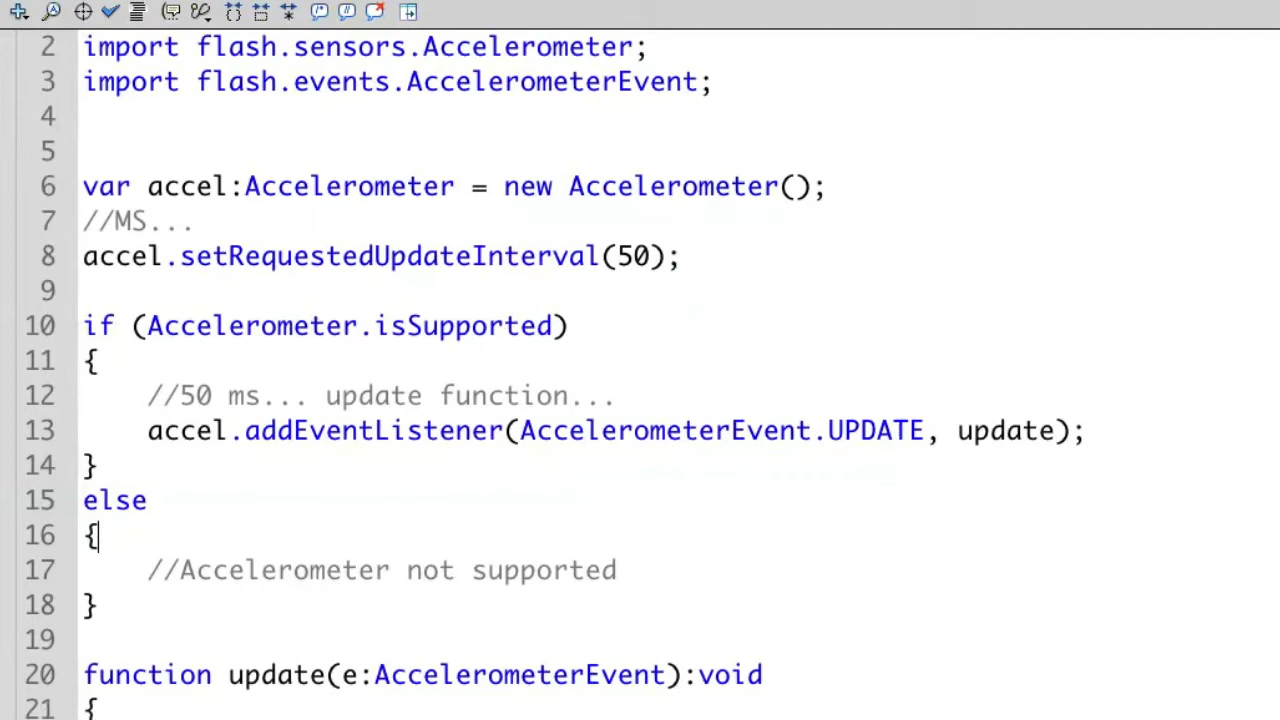 2 import flash.sensors.Accelerometer;
3 import flash.events.AccelerometerEvent;
4
5
6 var accel:Accelerometer = new Accelerometer();
7 //MS...
8 accel.setRequestedUpdateInterval(50);
9
10 if (Accelerometer.isSupported)
11 {
12 //50 ms... update function...
13 accel.addEventListener(AccelerometerEvent.UPDATE, update);
14 }
15 else
16 {
17 //Accelerometer not supported
18 }
19
20 function update(e:AccelerometerEvent):void
21 {